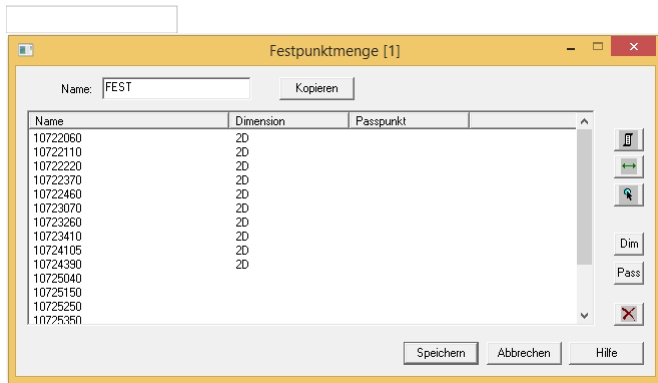 Festpunktmenge [1]
Name: FEST Kopieren
Name Dimension Passpunkt
10722060 2D
10722110 2D
10722220 2D
10722370 2D
10722460 2D
10723070 2D
10723260 2D
10723410 2D
10724105 2D
10724390 2D
10725040
10725150
10725250
10725350
Dim
Pass
Speichern Abbrechen Hilfe